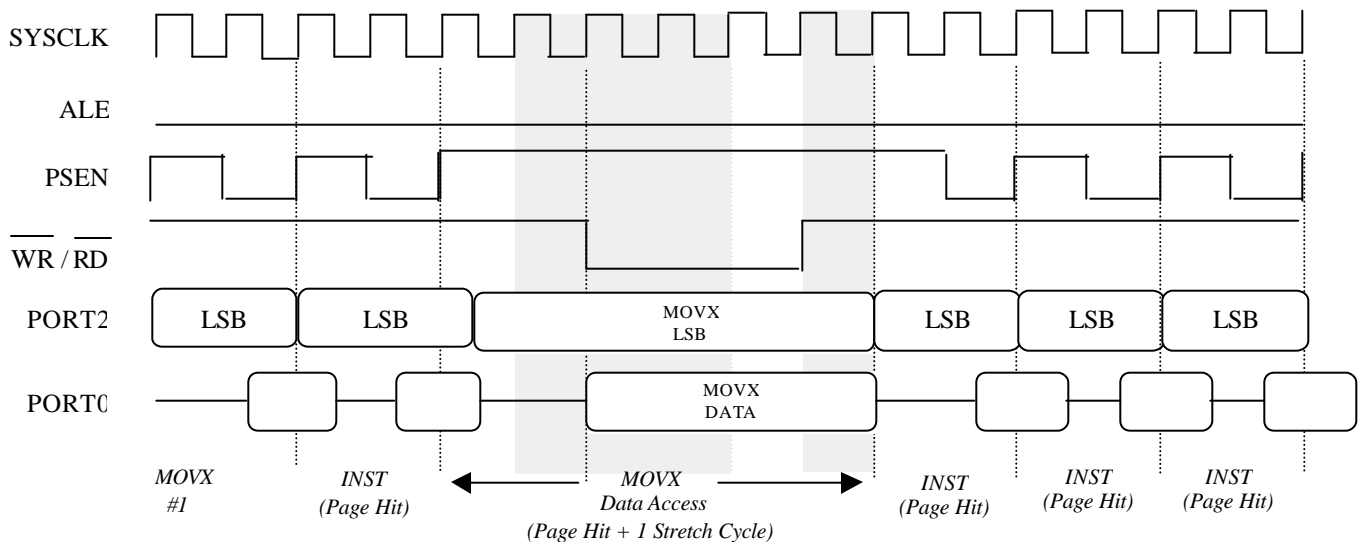 SYSCLK
ALE
PSEN
WR / RD
PORT2
LSB
LSB
MOVX
LSB
LSB
LSB
LSB
PORT0
MOVX
DATA
MOVX
#1
INST
(Page Hit)
MOVX
Data Access
(Page Hit + 1 Stretch Cycle)
INST
(Page Hit)
INST
(Page Hit)
INST
(Page Hit)